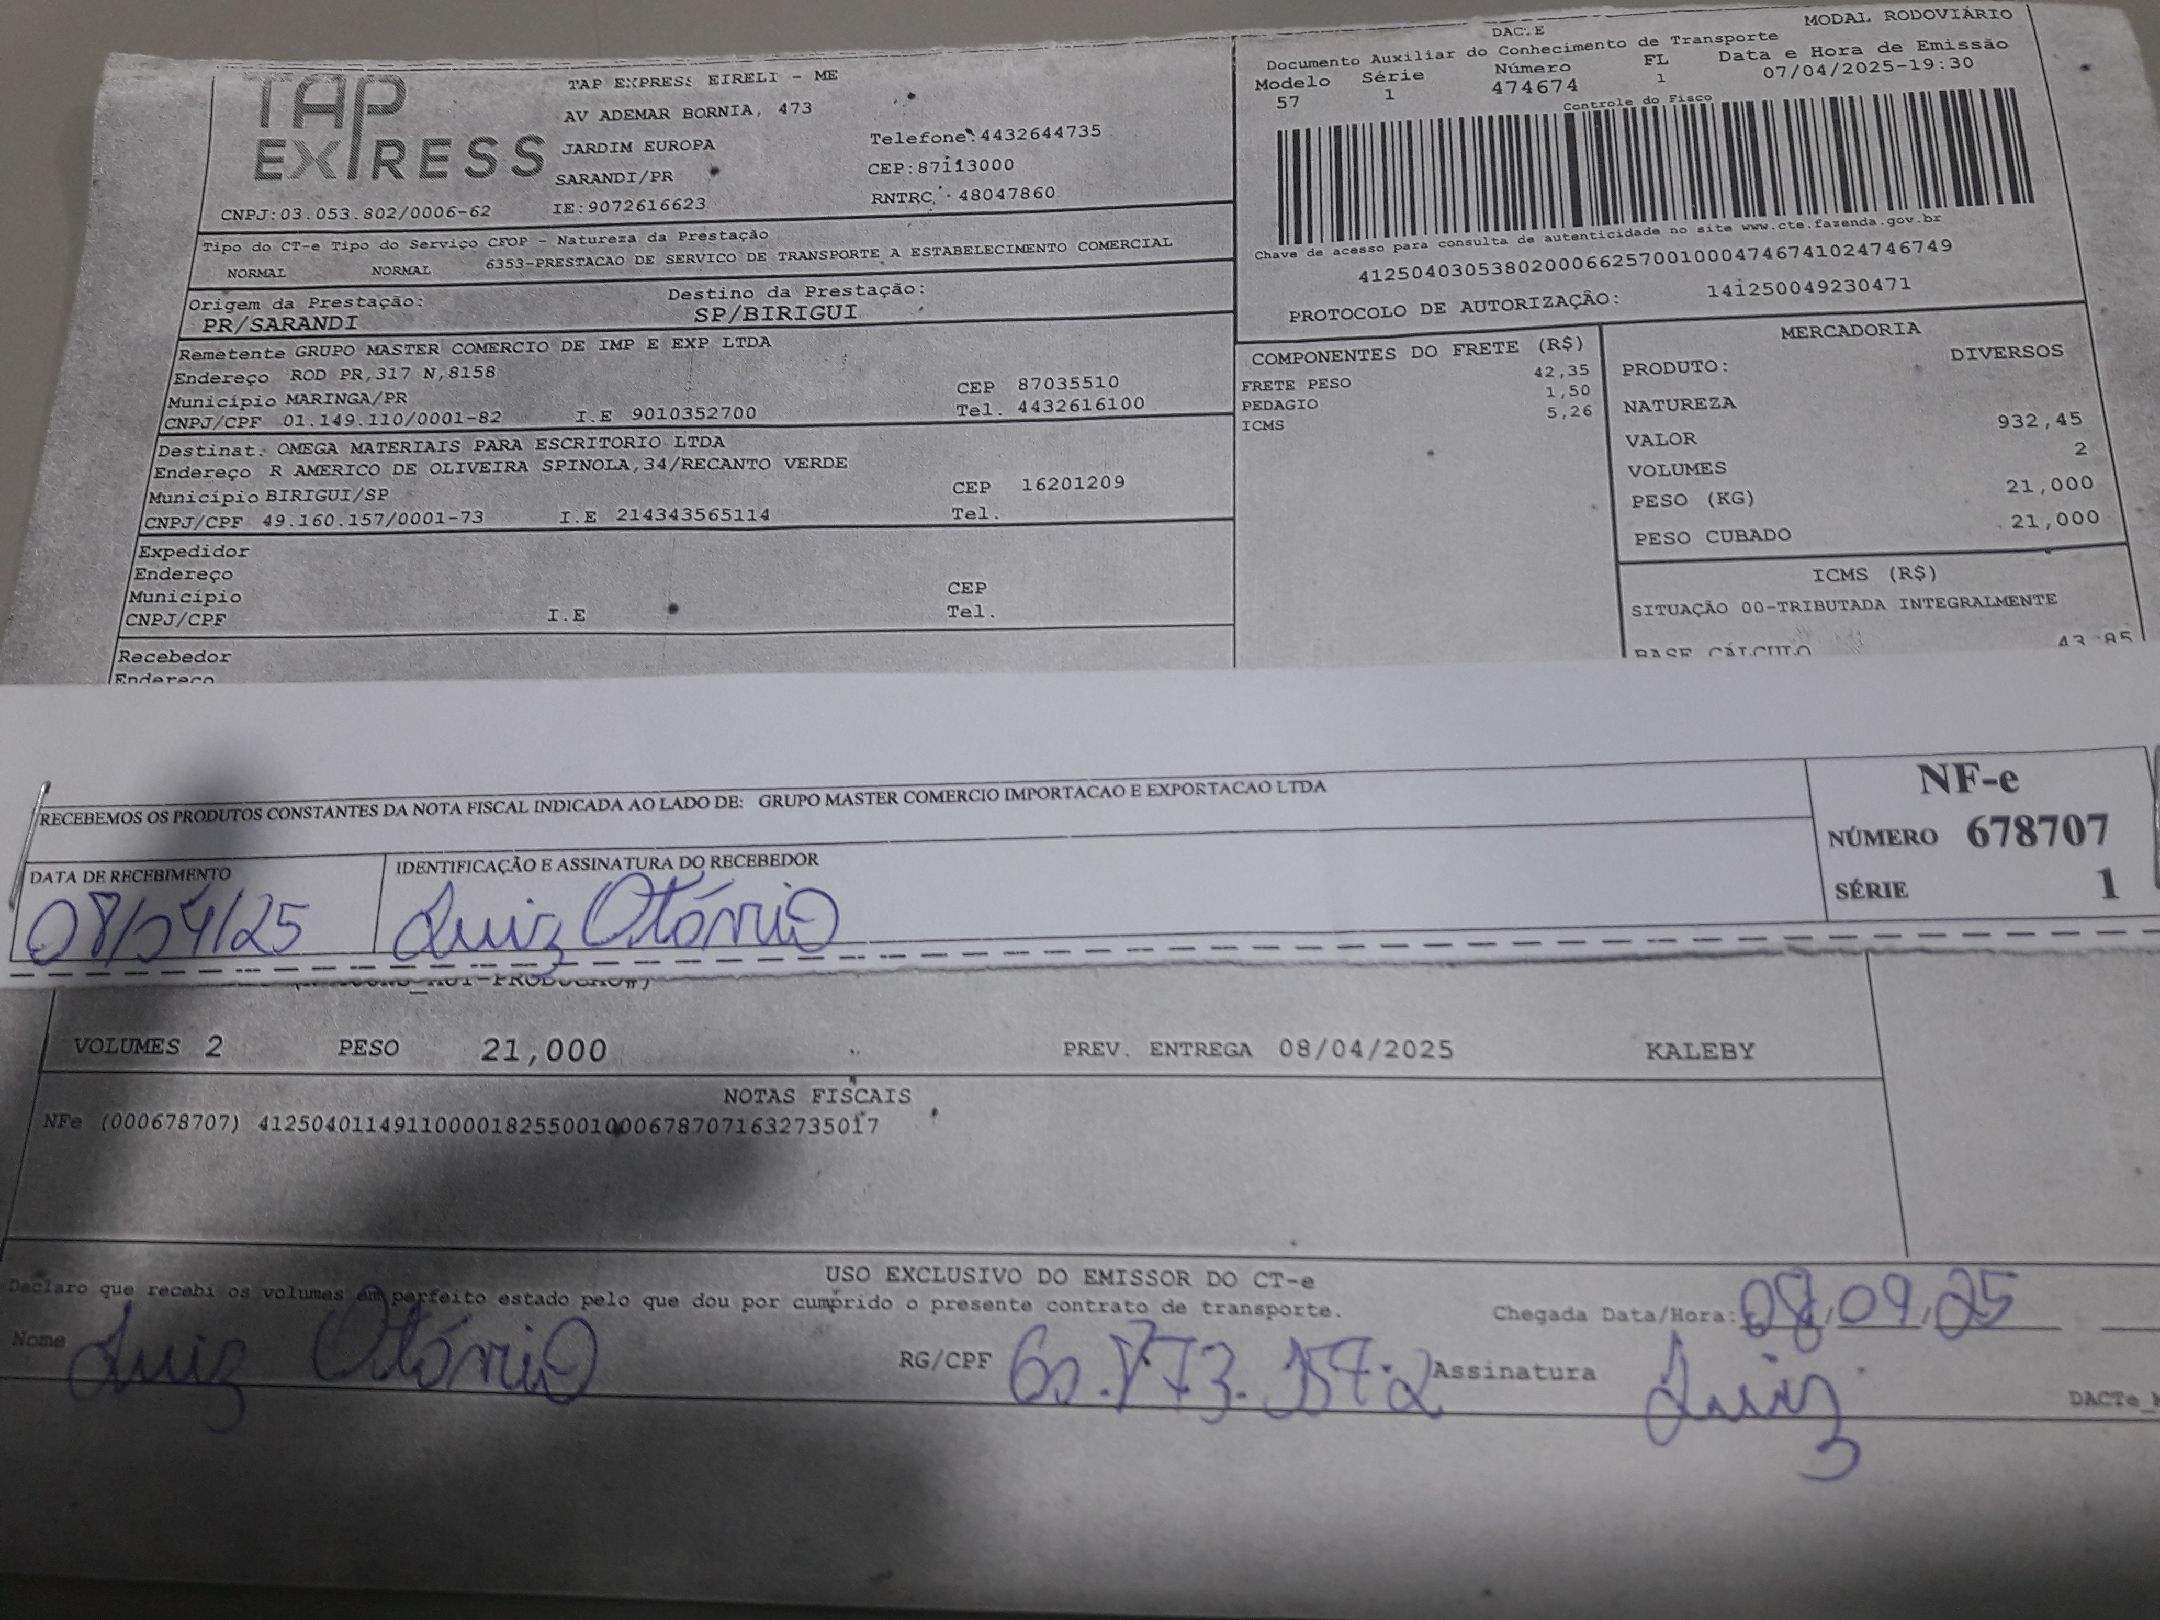 TAP
EXPRESS
TAP EXPRESS EIRELI - ME
AV ADEMAR BORNIA, 473
JARDIM EUROPA
SARANDI/PR
Telefone:4432644735
CEP:87113000
RNTRC: 48047860
CNPJ:03.053.802/0006-62 IE:9072616623
Tipo do CT-e Tipo do Serviço CFOP - Natureza da Prestação
NORMAL NORMAL 6353-PRESTACAO DE SERVICO DE TRANSPORTE A ESTABELECIMENTO COMERCIAL
Origem da Prestação: Destino da Prestação:
PR/SARANDI SP/BIRIGUI
Remetente GRUPO MASTER COMERCIO DE IMP E EXP LTDA
Endereço ROD PR,317 N,8158
Município MARINGA/PR CEP 87035510
CNPJ/CPF 01.149.110/0001-82 I.E 9010352700 Tel. 4432616100
Destinat. OMEGA MATERIAIS PARA ESCRITORIO LTDA
Endereço R AMERICO DE OLIVEIRA SPINOLA,34/RECANTO VERDE
Município BIRIGUI/SP CEP 16201209
CNPJ/CPF 49.160.157/0001-73 I.E 214343565114 Tel.
Expedidor
Endereço
Município CEP
CNPJ/CPF I.E Tel.
Recebedor
Endereço
MODAL RODOVIÁRIO
DACTE
Documento Auxiliar do Conhecimento de Transporte
Modelo Série Número FL Data e Hora de Emissão
57 1 474674 1 07/04/2025-19:30
Controle do Fisco
Chave de acesso para consulta de autenticidade no site www.cte.fazenda.gov.br
41250403053802000662570010004746741024746749
PROTOCOLO DE AUTORIZAÇÃO: 141250049230471
COMPONENTES DO FRETE (R$)
FRETE PESO 42,35
PEDAGIO 1,50
ICMS 5,26
MERCADORIA
PRODUTO: DIVERSOS
NATUREZA
VALOR 932,45
VOLUMES 2
PESO (KG) 21,000
PESO CUBADO 21,000
ICMS (R$)
SITUAÇÃO 00-TRIBUTADA INTEGRALMENTE
BASE CÁLCULO 43,85
RECEBEMOS OS PRODUTOS CONSTANTES DA NOTA FISCAL INDICADA AO LADO DE: GRUPO MASTER COMERCIO IMPORTACAO E EXPORTACAO LTDA
DATA DE RECEBIMENTO IDENTIFICAÇÃO E ASSINATURA DO RECEBEDOR
08/04/25 Luiz Otávio
NF-e
NÚMERO 678707
SÉRIE 1
VOLUMES 2 PESO 21,000 PREV. ENTREGA 08/04/2025 KALEBY
NOTAS FISCAIS
NFe (000678707) 41250401149110000182550010006787071632735017
USO EXCLUSIVO DO EMISSOR DO CT-e
Declaro que recebi os volumes em perfeito estado pelo que dou por cumprido o presente contrato de transporte.
Chegada Data/Hora: 08,09,25
Nome Luiz Otávio RG/CPF Assinatura Luiz